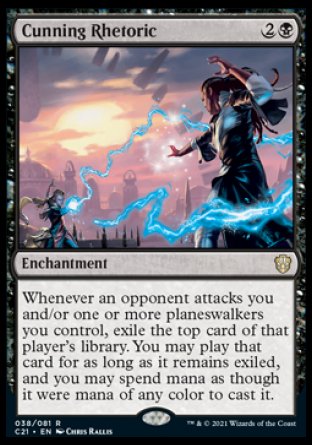 Cunning Rhetoric 2
Enchantment
Whenever an opponent attacks you
and/or one or more planeswalkers
you control, exile the top card of that
player's library. You may play that
card for as long as it remains exiled,
and you may spend mana as though
it were mana of any color to cast it.
038/081 R
C21 • EN Chris Rallis ™ & © 2021 Wizards of the Coast